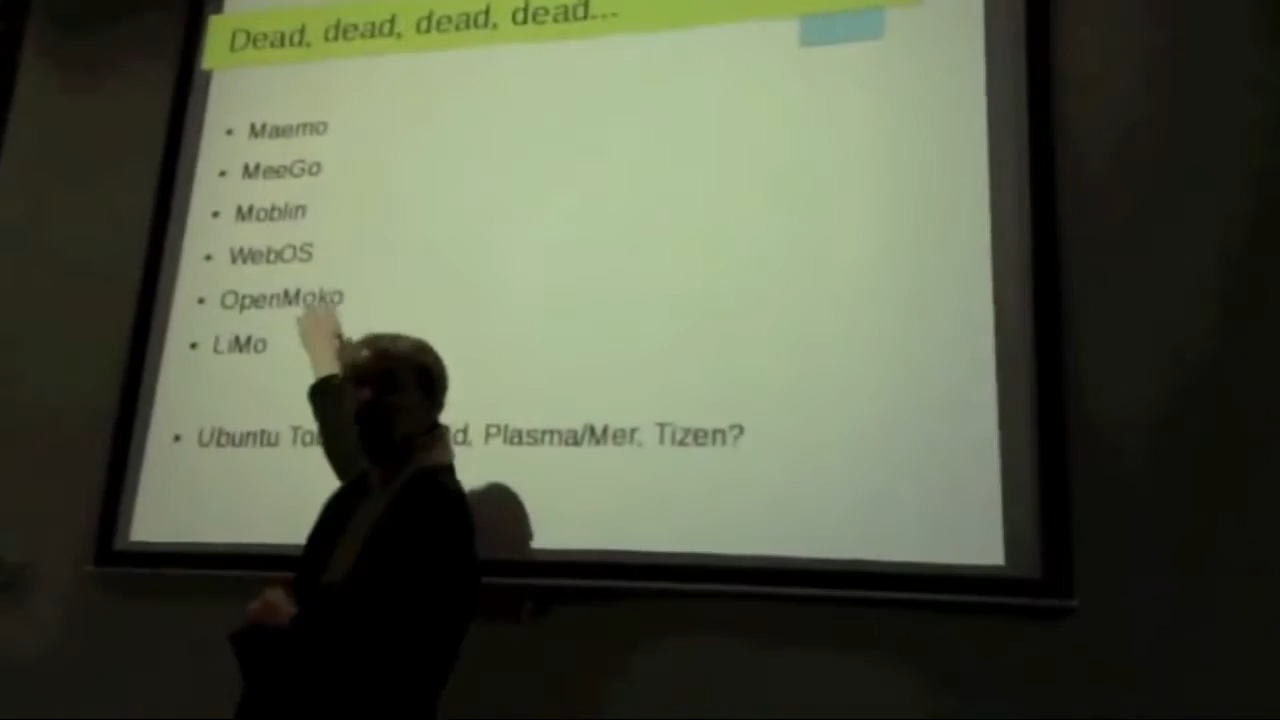 Dead, dead, dead, dead...
• Maemo
• MeeGo
• Moblin
• WebOS
• OpenMoko
• LiMo
• Ubuntu Plasma/Mer, Tizen?